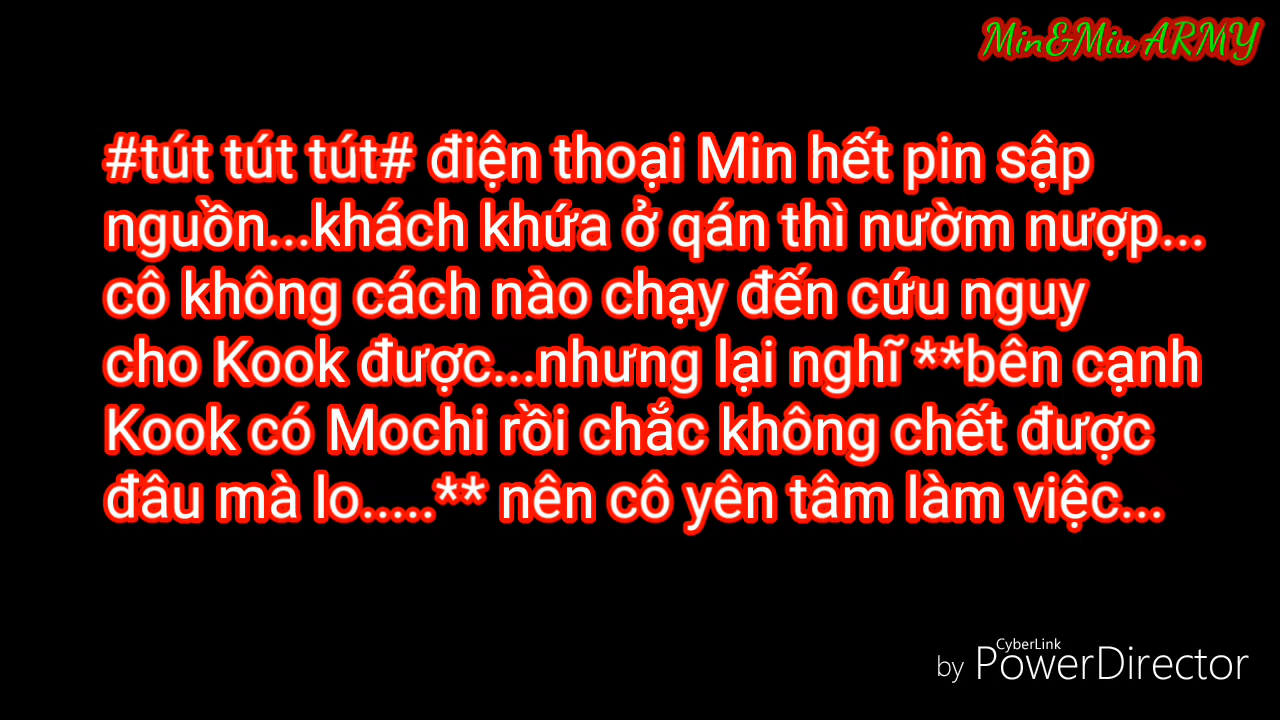 Min&Miu ARMY
#tút tút tút# điện thoại Min hết pin sập
nguồn...khách khứa ở qán thì nườm nượp...
cô không cách nào chạy đến cứu nguy
cho Kook được...nhưng lại nghĩ **bên cạnh
Kook có Mochi rồi chắc không chết được
đâu mà lo.....** nên cô yên tâm làm việc...
CyberLink
by PowerDirector